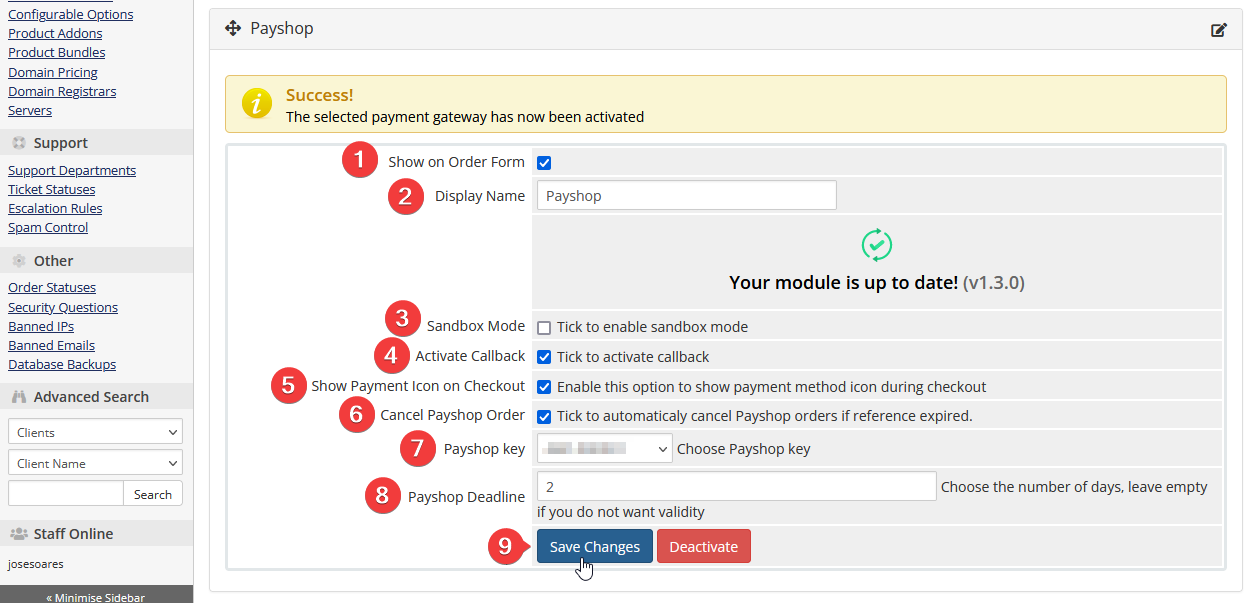 Configurable Options
Product Addons
Product Bundles
Domain Pricing
Domain Registrars
Servers
Support
Support Departments
Ticket Statuses
Escalation Rules
Spam Control
Other
Order Statuses
Security Questions
Banned IPs
Banned Emails
Database Backups
Advanced Search
Clients
Client Name
Search
Staff Online
josesoares
« Minimise Sidebar
Payshop
Success!
The selected payment gateway has now been activated
1 Show on Order Form
2 Display Name Payshop
Your module is up to date! (v1.3.0)
3 Sandbox Mode Tick to enable sandbox mode
4 Activate Callback Tick to activate callback
5 Show Payment Icon on Checkout Enable this option to show payment method icon during checkout
6 Cancel Payshop Order Tick to automaticaly cancel Payshop orders if reference expired.
7 Payshop key Choose Payshop key
8 Payshop Deadline 2 Choose the number of days, leave empty
if you do not want validity
9 Save Changes Deactivate